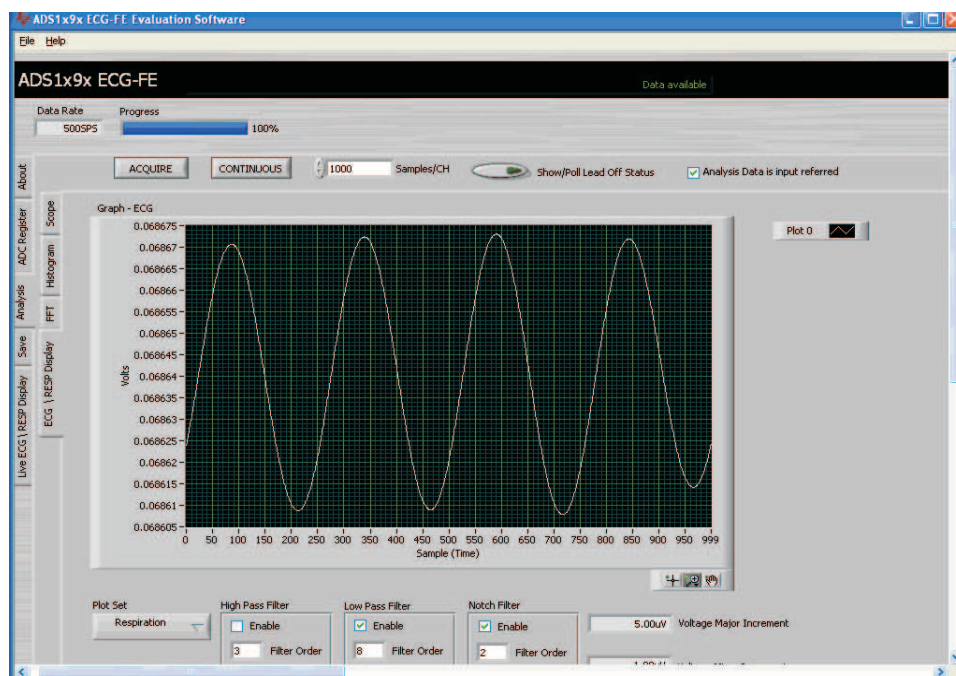 ADS1x9x ECG-FE Evaluation Software
File Help
ADS1x9x ECG-FE
Data available
Data Rate
Progress
500SPS
100%
ACQUIRE
CONTINUOUS
1000
Samples/CH
Show/Poll Lead Off Status
Analysis Data is input referred
About
ADC Register
Analysis
Save
Live ECG \ RESP Display
Scope
Histogram
FFT
ECG \ RESP Display
Graph - ECG
Plot 0
Volts
0.068675
0.06867
0.068665
0.06866
0.068655
0.06865
0.068645
0.06864
0.068635
0.06863
0.068625
0.06862
0.068615
0.06861
0.068605
0 50 100 150 200 250 300 350 400 450 500 550 600 650 700 750 800 850 900 950 999
Sample (Time)
Plot Set
Respiration
High Pass Filter
Enable
3 Filter Order
Low Pass Filter
Enable
8 Filter Order
Notch Filter
Enable
2 Filter Order
5.00uV Voltage Major Increment